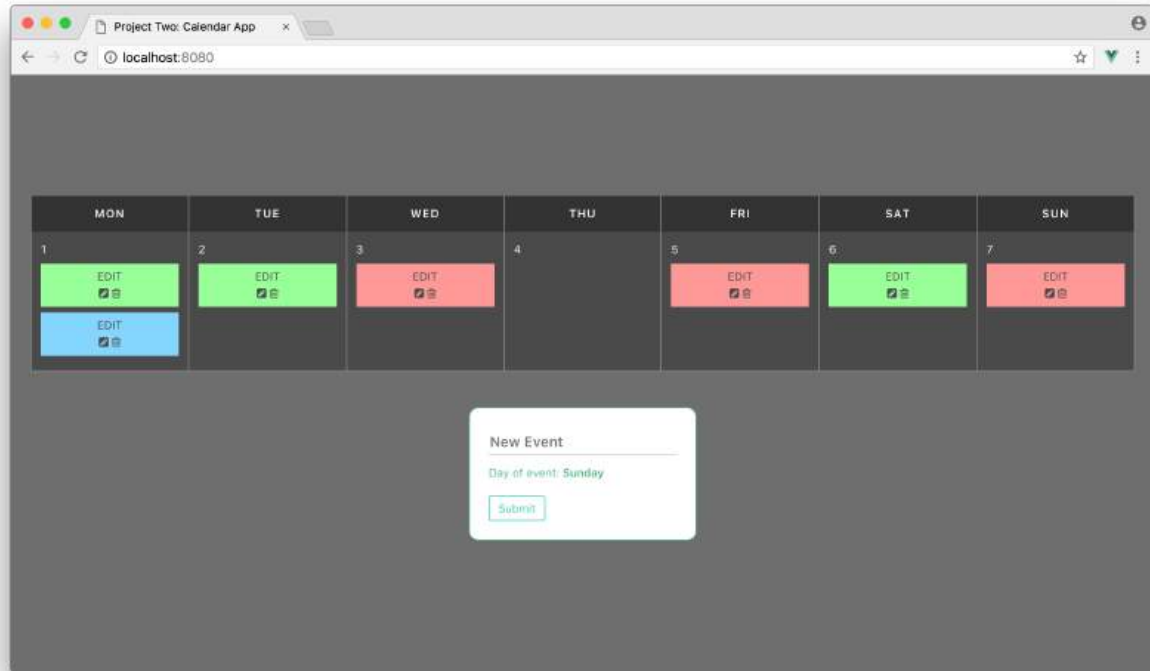 Project Two: Calendar App
localhost:8080
MON TUE WED THU FRI SAT SUN
1 2 3 4 5 6 7
EDIT EDIT EDIT EDIT EDIT EDIT
EDIT
New Event
Day of event: Sunday
Submit